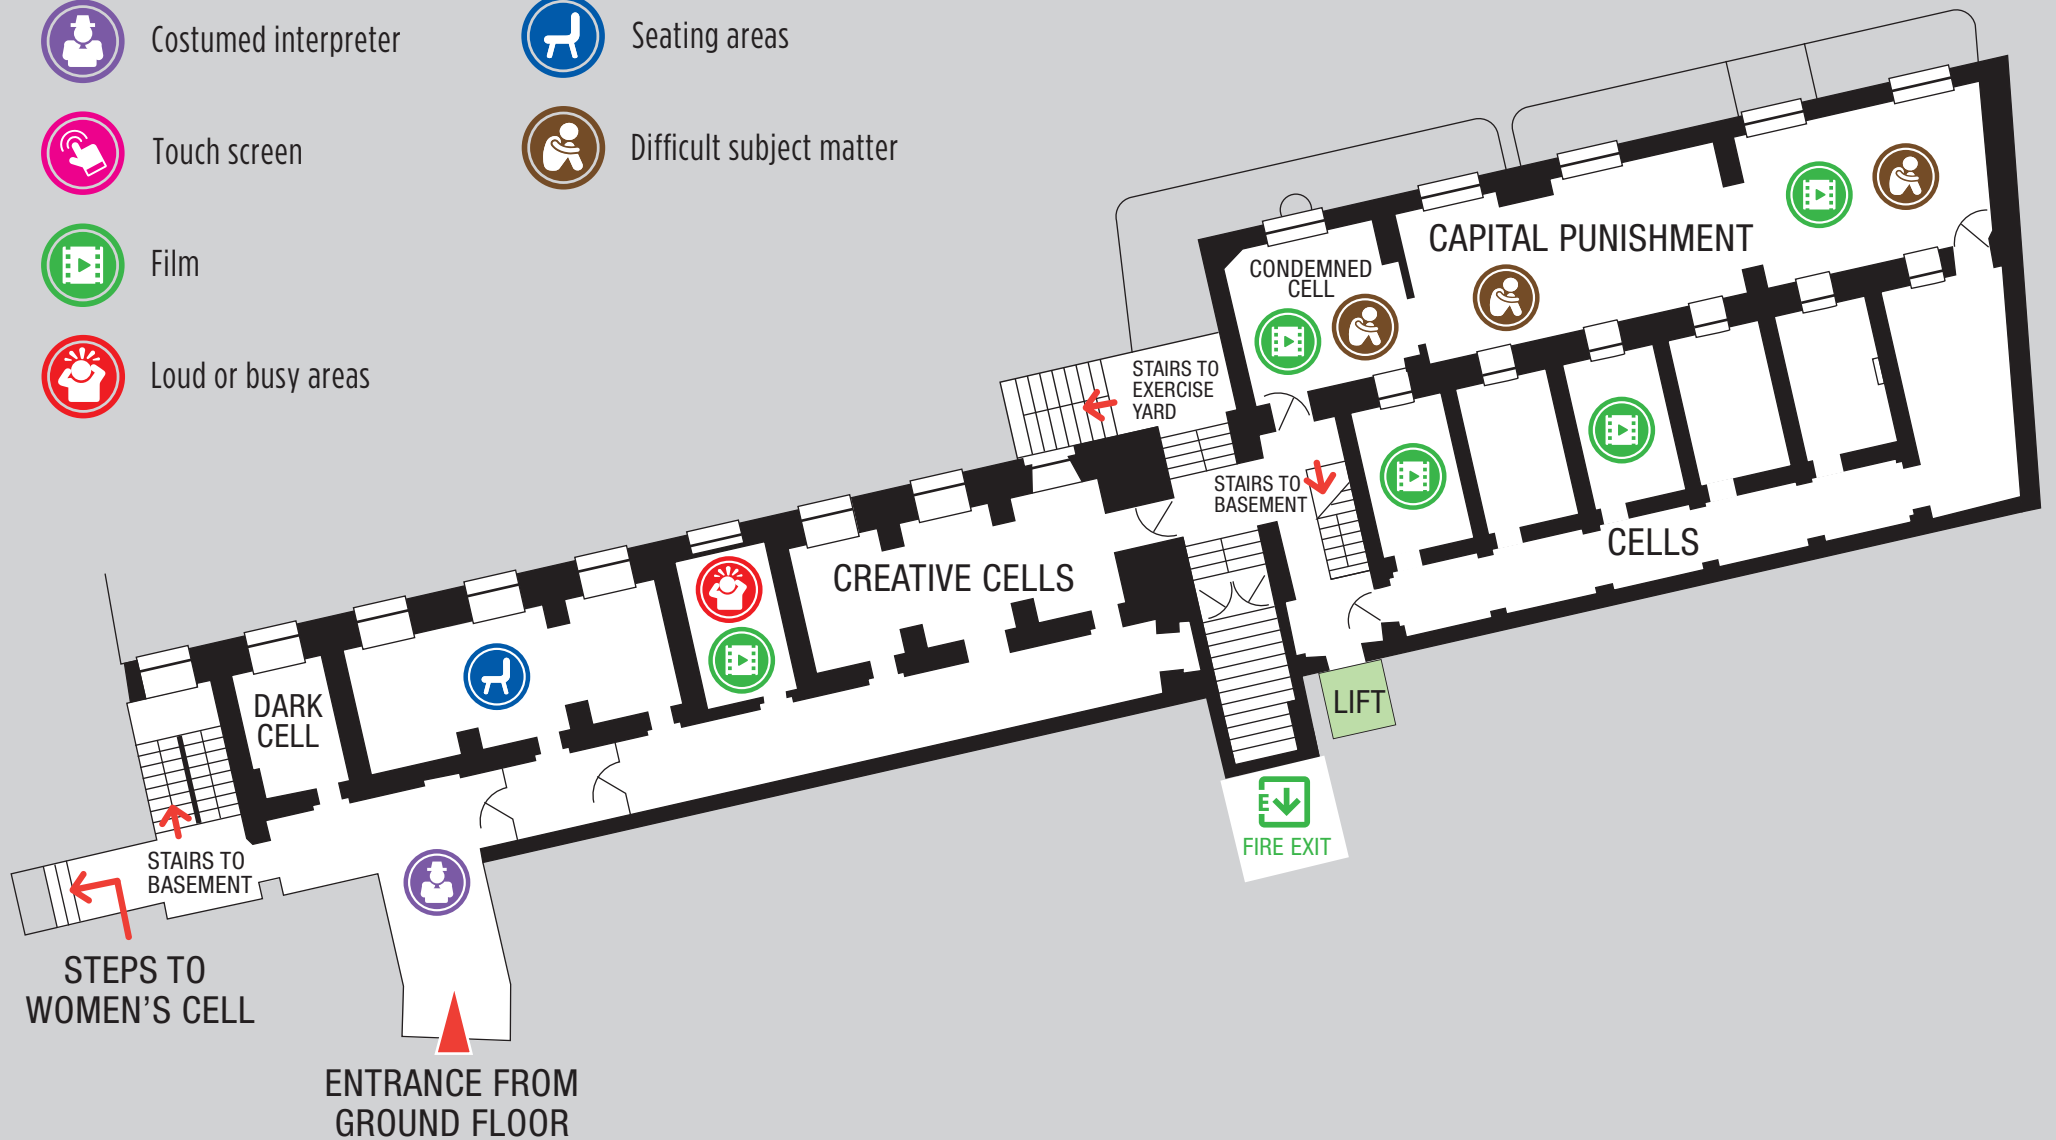 Costumed interpreter
Seating areas
Touch screen
Difficult subject matter
Film
Loud or busy areas
CAPITAL PUNISHMENT
CONDEMNED
CELL
STAIRS TO
EXERCISE
YARD
STAIRS TO
BASEMENT
CELLS
CREATIVE CELLS
DARK
CELL
LIFT
E
FIRE EXIT
STAIRS TO
BASEMENT
STEPS TO
WOMEN'S CELL
ENTRANCE FROM
GROUND FLOOR